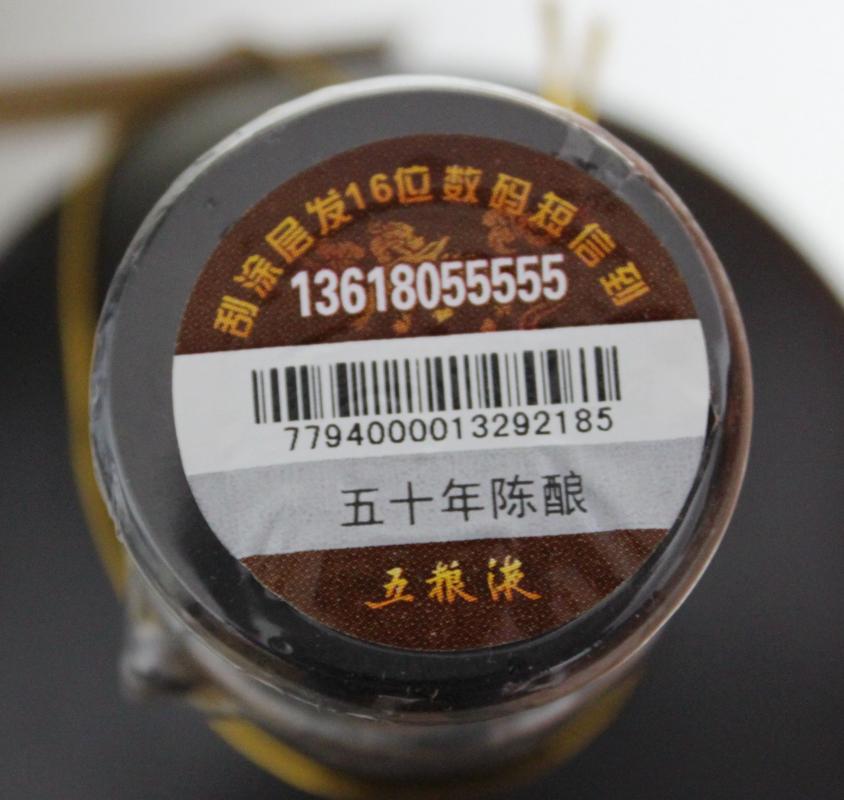 刮涂层发16位数码短信到
13618055555
7794000013292185
五十年陈酿
五粮液